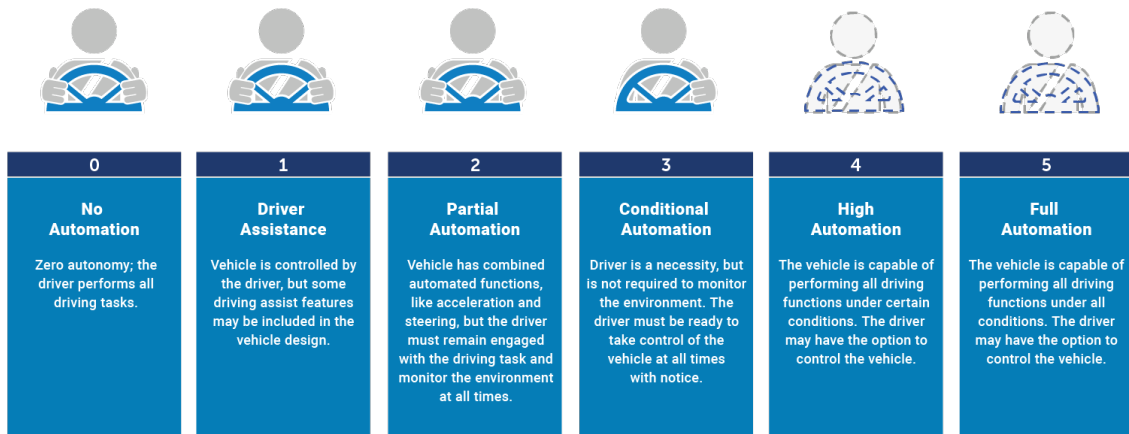 0
No
Automation
Zero autonomy; the
driver performs all
driving tasks.
1
Driver
Assistance
Vehicle is controlled by
the driver, but some
driving assist features
may be included in the
vehicle design.
2
Partial
Automation
Vehicle has combined
automated functions,
like acceleration and
steering, but the driver
must remain engaged
with the driving task and
monitor the environment
at all times.
3
Conditional
Automation
Driver is a necessity, but
is not required to monitor
the environment. The
driver must be ready to
take control of the
vehicle at all times
with notice.
4
High
Automation
The vehicle is capable of
performing all driving
functions under certain
conditions. The driver
may have the option to
control the vehicle.
5
Full
Automation
The vehicle is capable of
performing all driving
functions under all
conditions. The driver
may have the option to
control the vehicle.